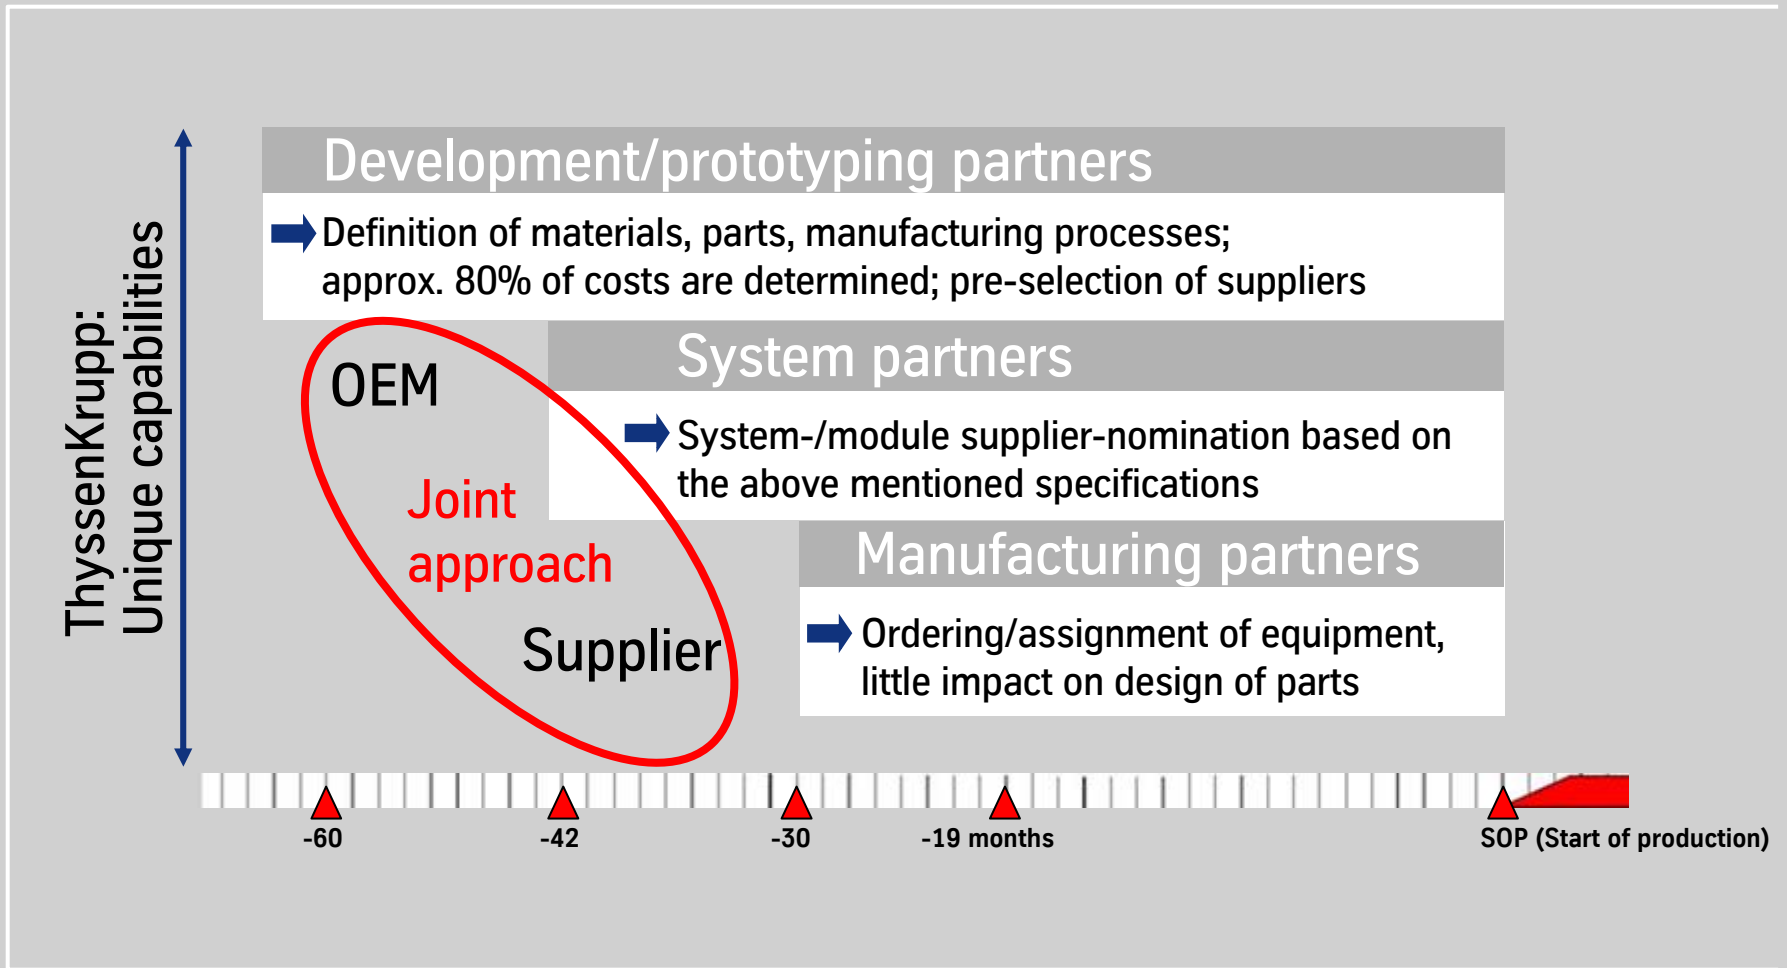 ThyssenKrupp:
Unique capabilities
Development/prototyping partners
Definition of materials, parts, manufacturing processes;
approx. 80% of costs are determined; pre-selection of suppliers
OEM
Joint
approach
Supplier
System partners
System-/module supplier-nomination based on
the above mentioned specifications
Manufacturing partners
Ordering/assignment of equipment,
little impact on design of parts
-60
-42
-30
-19 months
SOP (Start of production)